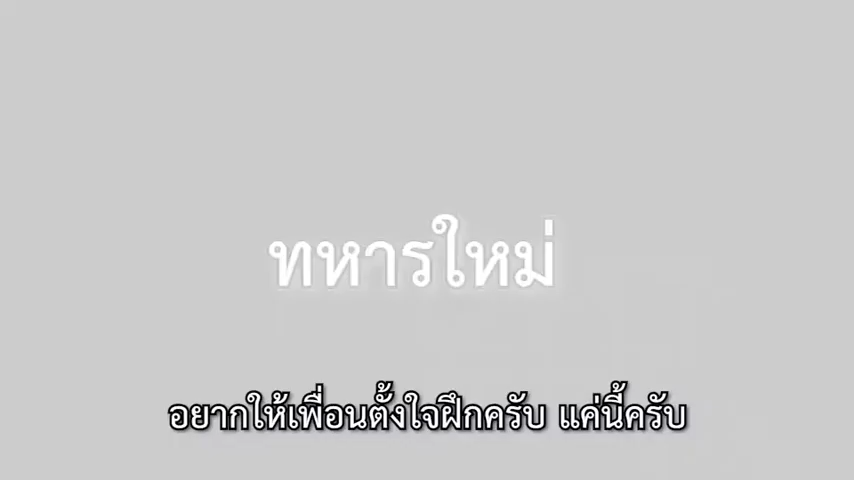 ทหารใหม่
อยากให้เพื่อนตั้งใจฝึกครับ แค่นี้ครับ